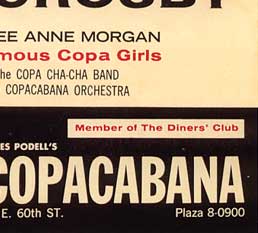 EE ANNE MORGAN
mous Copa Girls
he COPA CHA-CHA BAND
COPACABANA ORCHESTRA
Member of The Diners' Club
ES PODELL'S
COPACABANA
E. 60th ST. Plaza 8-0900